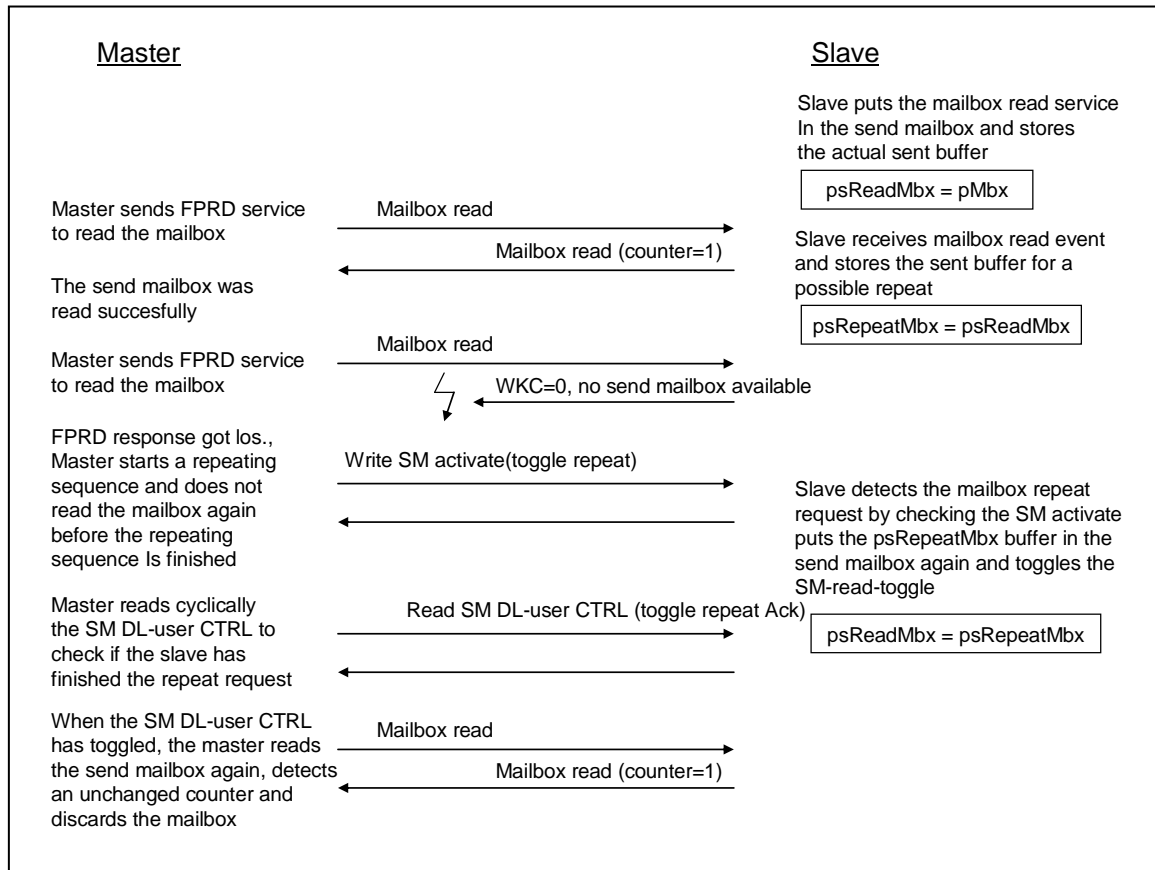 Master
Slave
Slave puts the mailbox read service
In the send mailbox and stores
the actual sent buffer
psReadMbx = pMbx
Master sends FPRD service
to read the mailbox
Mailbox read
Mailbox read (counter=1)
Slave receives mailbox read event
and stores the sent buffer for a
possible repeat
The send mailbox was
read succesfully
psRepeatMbx = psReadMbx
Master sends FPRD service
to read the mailbox
Mailbox read
WKC=0, no send mailbox available
FPRD response got los.,
Master starts a repeating
sequence and does not
read the mailbox again
before the repeating
sequence Is finished
Write SM activate(toggle repeat)
Slave detects the mailbox repeat
request by checking the SM activate
puts the psRepeatMbx buffer in the
send mailbox again and toggles the
SM-read-toggle
Master reads cyclically
the SM DL-user CTRL to
check if the slave has
finished the repeat request
Read SM DL-user CTRL (toggle repeat Ack)
psReadMbx = psRepeatMbx
When the SM DL-user CTRL
has toggled, the master reads
the send mailbox again, detects
an unchanged counter and
discards the mailbox
Mailbox read
Mailbox read (counter=1)